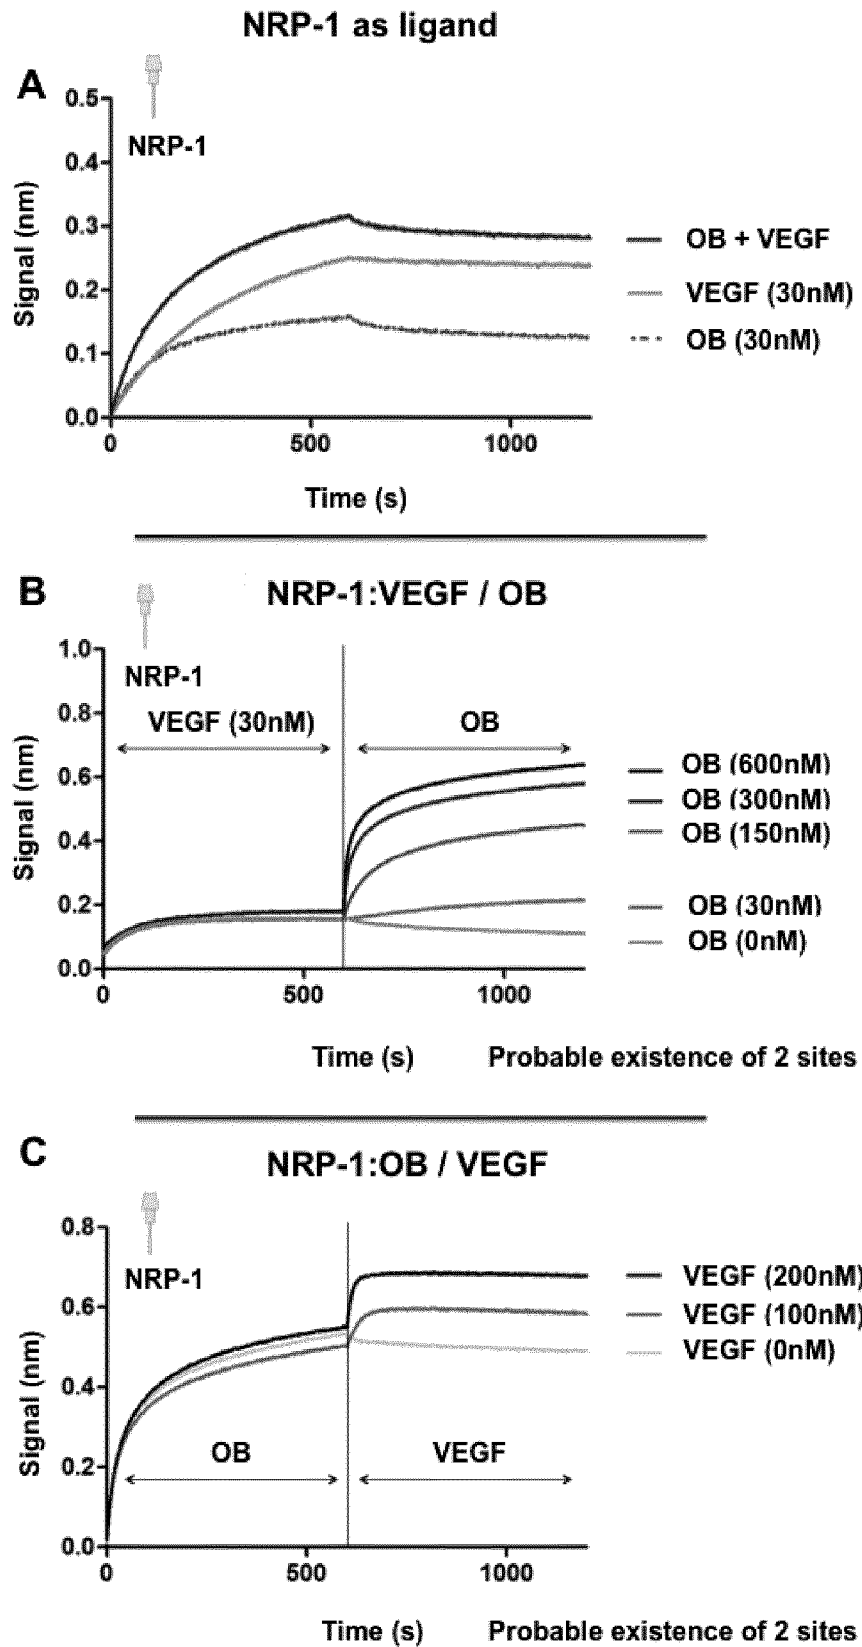 NRP-1 as ligand
A
NRP-1
0.5
0.4
0.3
0.2
0.1
0.0
Signal (nm)
0 500 1000
Time (s)
OB + VEGF
VEGF (30nM)
OB (30nM)
B
NRP-1:VEGF / OB
NRP-1
VEGF (30nM) OB
1.0
0.8
0.6
0.4
0.2
0.0
Signal (nm)
0 500 1000
OB (600nM)
OB (300nM)
OB (150nM)
OB (30nM)
OB (0nM)
Time (s) Probable existence of 2 sites
C
NRP-1:OB / VEGF
NRP-1
0.8
0.6
0.4
0.2
0.0
Signal (nm)
OB VEGF
0 500 1000
VEGF (200nM)
VEGF (100nM)
VEGF (0nM)
Time (s) Probable existence of 2 sites